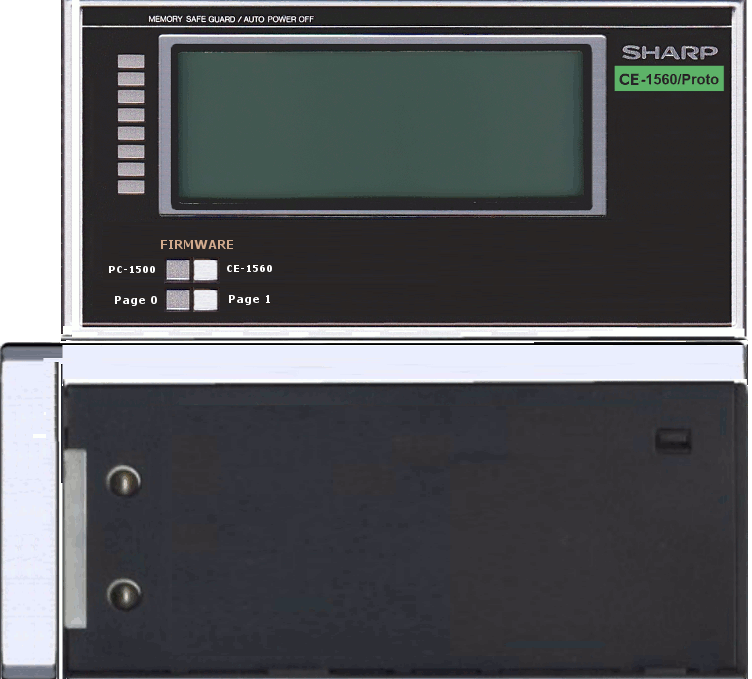 MEMORY SAFE GUARD / AUTO POWER OFF
SHARP
CE-1560/Proto
FIRMWARE
PC-1500 CE-1560
Page 0 Page 1